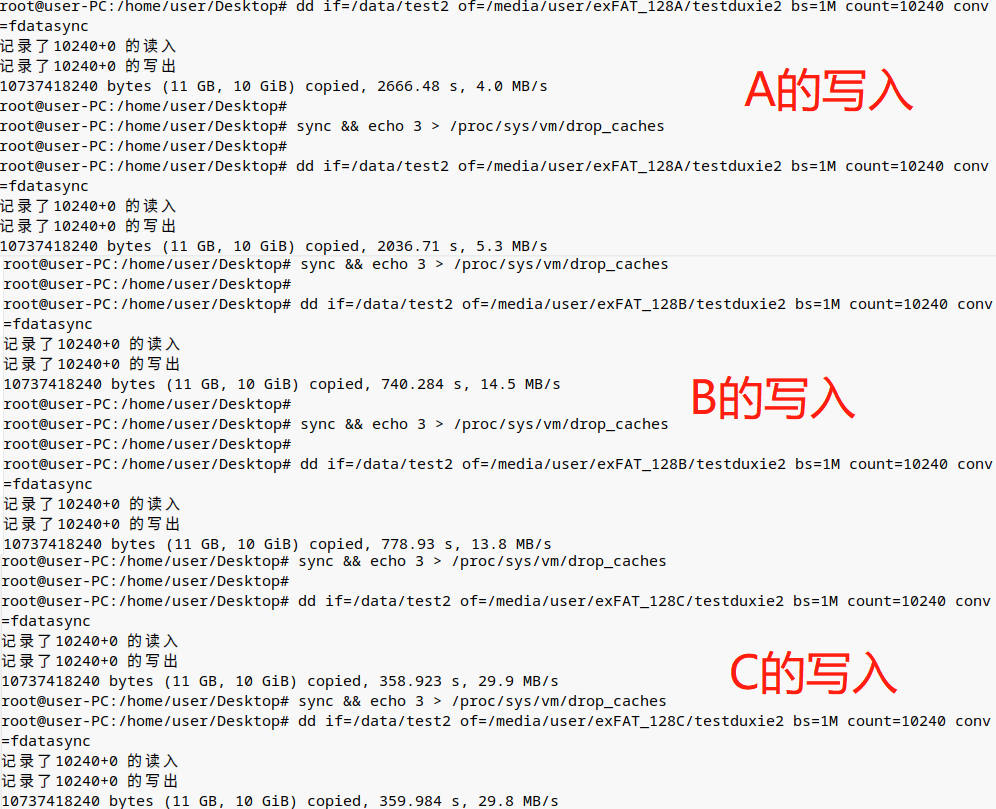 root@user-PC:/home/user/Desktop# dd if=/data/test2 of=/media/user/exFAT_128A/testduxie2 bs=1M count=10240 conv
=fdatasync
记录了10240+0 的读入
记录了10240+0 的写出
10737418240 bytes (11 GB, 10 GiB) copied, 2666.48 s, 4.0 MB/s
A的写入
root@user-PC:/home/user/Desktop#
root@user-PC:/home/user/Desktop# sync && echo 3 > /proc/sys/vm/drop_caches
root@user-PC:/home/user/Desktop#
root@user-PC:/home/user/Desktop# dd if=/data/test2 of=/media/user/exFAT_128A/testduxie2 bs=1M count=10240 conv
=fdatasync
记录了10240+0 的读入
记录了10240+0 的写出
10737418240 bytes (11 GB, 10 GiB) copied, 2036.71 s, 5.3 MB/s
root@user-PC:/home/user/Desktop# sync && echo 3 > /proc/sys/vm/drop_caches
root@user-PC:/home/user/Desktop#
root@user-PC:/home/user/Desktop# dd if=/data/test2 of=/media/user/exFAT_128B/testduxie2 bs=1M count=10240 conv
=fdatasync
记录了10240+0 的读入
记录了10240+0 的写出
10737418240 bytes (11 GB, 10 GiB) copied, 740.284 s, 14.5 MB/s
B的写入
root@user-PC:/home/user/Desktop#
root@user-PC:/home/user/Desktop# sync && echo 3 > /proc/sys/vm/drop_caches
root@user-PC:/home/user/Desktop#
root@user-PC:/home/user/Desktop# dd if=/data/test2 of=/media/user/exFAT_128B/testduxie2 bs=1M count=10240 conv
=fdatasync
记录了10240+0 的读入
记录了10240+0 的写出
10737418240 bytes (11 GB, 10 GiB) copied, 778.93 s, 13.8 MB/s
root@user-PC:/home/user/Desktop# sync && echo 3 > /proc/sys/vm/drop_caches
root@user-PC:/home/user/Desktop#
root@user-PC:/home/user/Desktop# dd if=/data/test2 of=/media/user/exFAT_128C/testduxie2 bs=1M count=10240 conv
=fdatasync
记录了10240+0 的读入
记录了10240+0 的写出
C的写入
10737418240 bytes (11 GB, 10 GiB) copied, 358.923 s, 29.9 MB/s
root@user-PC:/home/user/Desktop# sync && echo 3 > /proc/sys/vm/drop_caches
root@user-PC:/home/user/Desktop# dd if=/data/test2 of=/media/user/exFAT_128C/testduxie2 bs=1M count=10240 conv
=fdatasync
记录了10240+0 的读入
记录了10240+0 的写出
10737418240 bytes (11 GB, 10 GiB) copied, 359.984 s, 29.8 MB/s